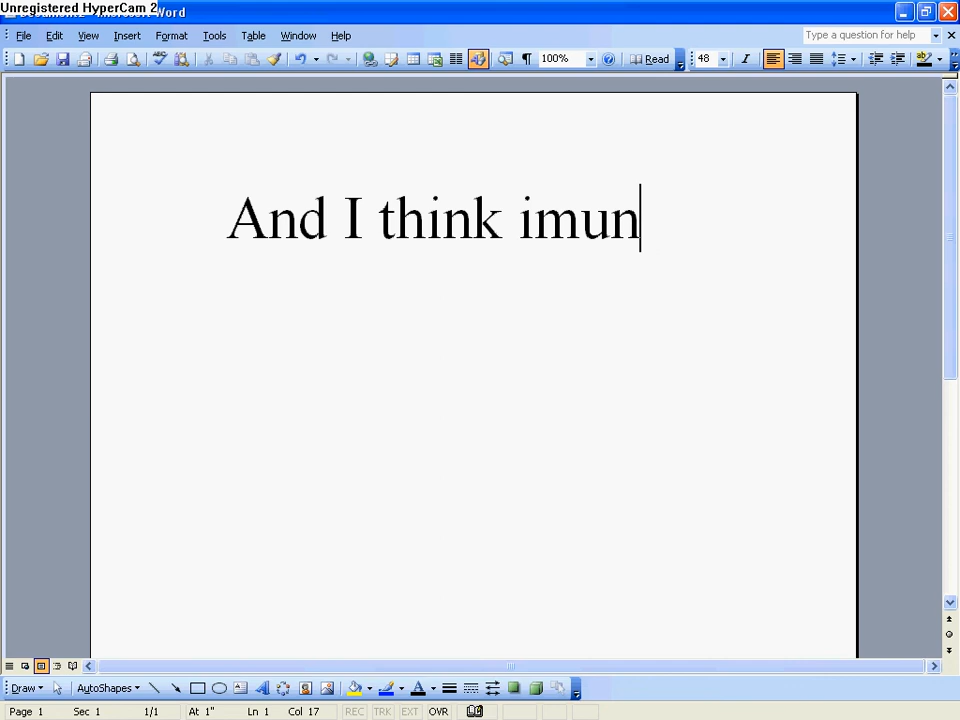 Unregistered HyperCam 2
Word
File Edit View Insert Format Tools Table Window Help
Type a question for help
100%
Read
48
And I think imun
Draw AutoShapes
Page 1 Sec 1 1/1 At 1" Ln 1 Col 17 REC TRK EXT OVR